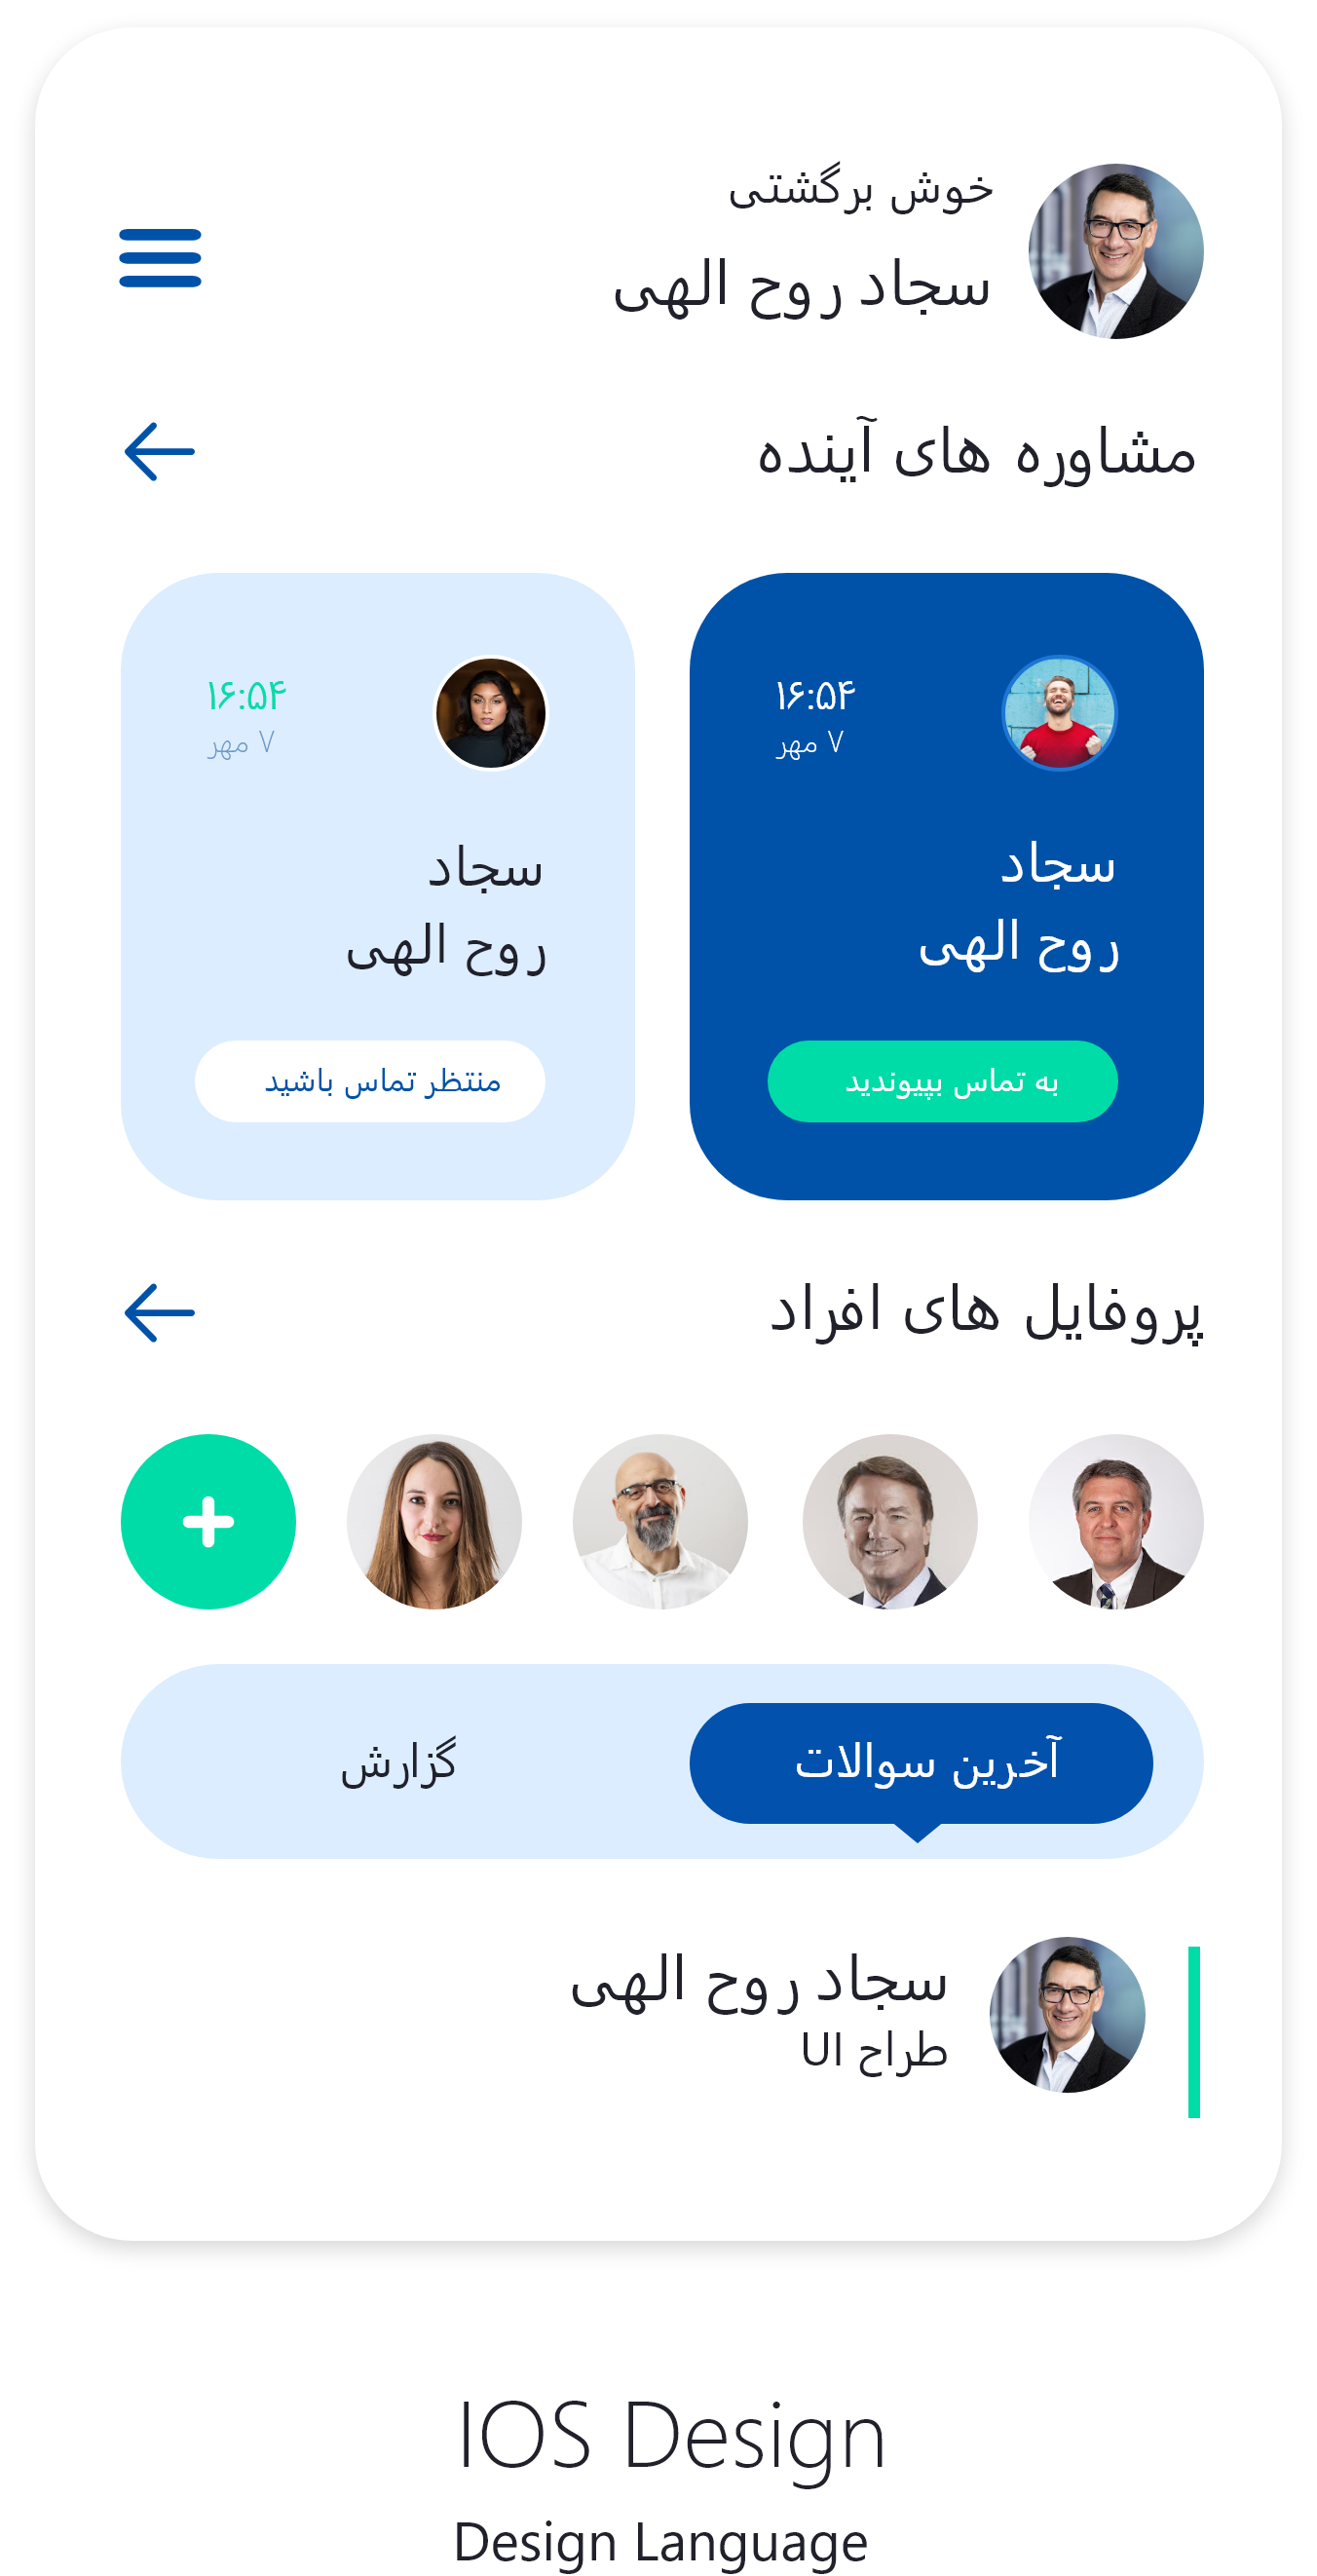 خوش برگشتی
سجاد روح الهی
مشاوره های آینده
۱۶:۵۴
۷ مهر
سجاد
روح الهی
به تماس بپیوندید
۱۶:۵۴
۷ مهر
سجاد
روح الهی
منتظر تماس باشید
پروفایل های افراد
آخرین سوالات
گزارش
سجاد روح الهی
طراح UI
IOS Design
Design Language